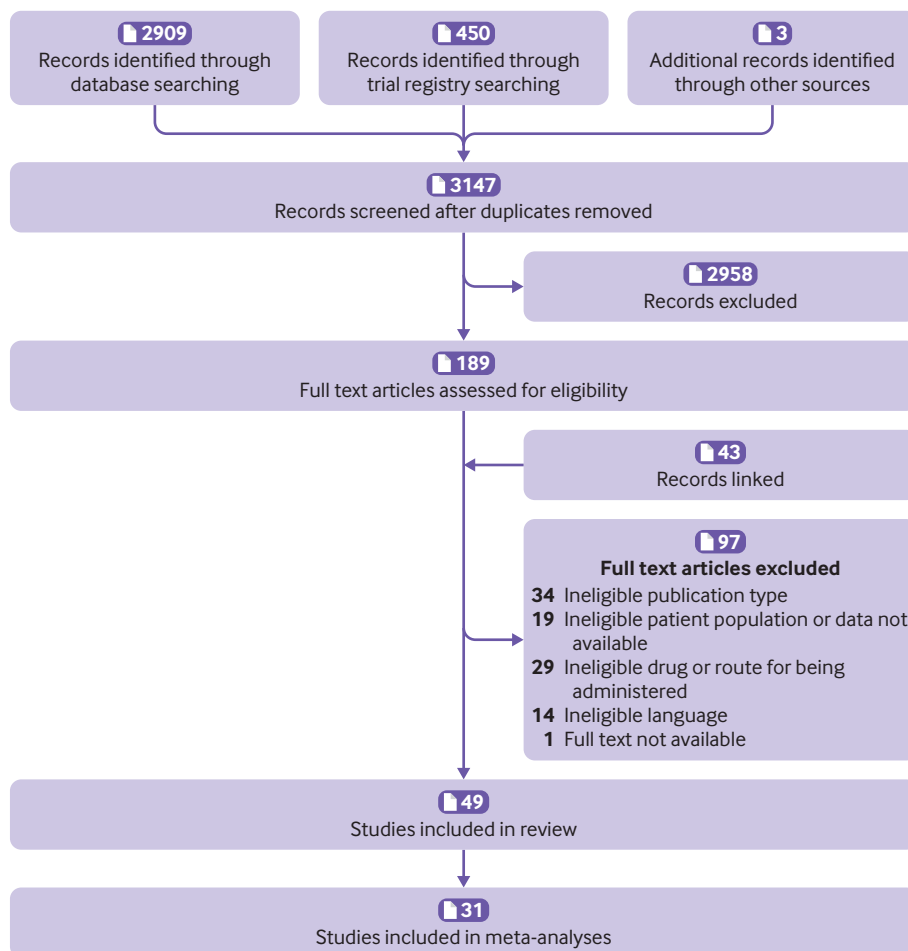 2909
Records identified through
database searching
450
Records identified through
trial registry searching
3
Additional records identified
through other sources
3147
Records screened after duplicates removed
2958
Records excluded
189
Full text articles assessed for eligibility
43
Records linked
97
Full text articles excluded
34 Ineligible publication type
19 Ineligible patient population or data not
available
29 Ineligible drug or route for being
administered
14 Ineligible language
1 Full text not available
49
Studies included in review
31
Studies included in meta-analyses